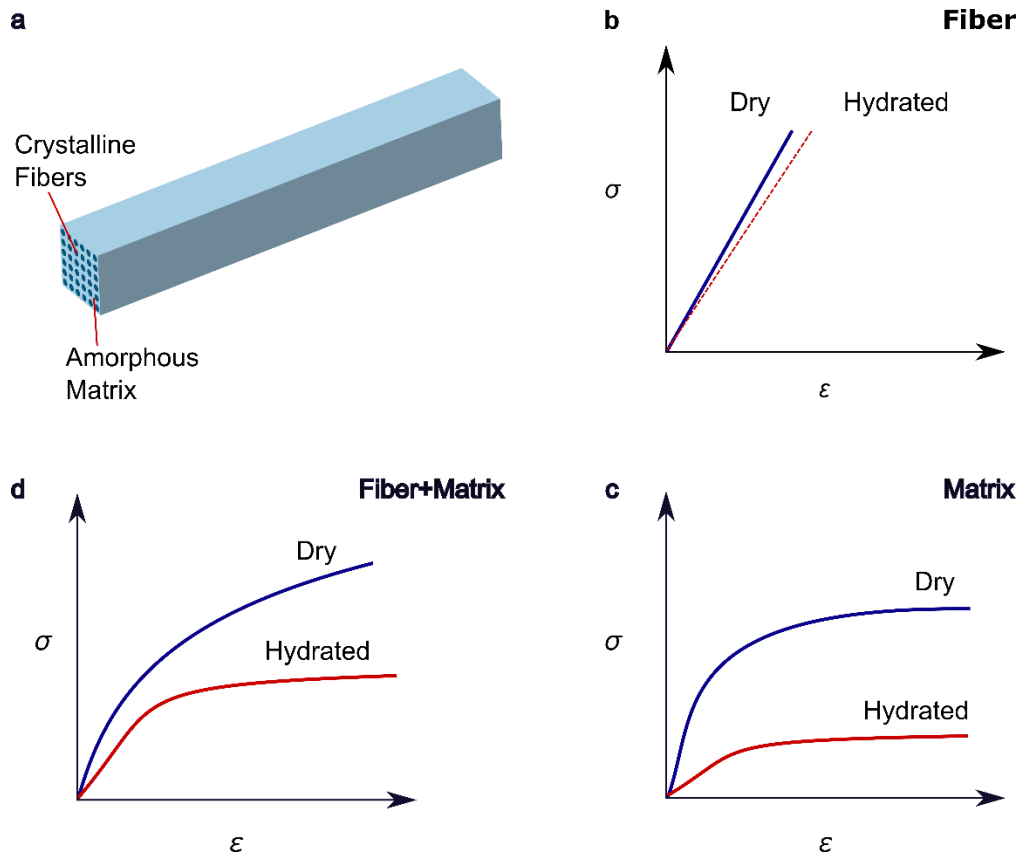 a
Crystalline
Fibers
Amorphous
Matrix
b
Fiber
Dry
Hydrated
σ
ε
d
Fiber+Matrix
Dry
σ
Hydrated
ε
c
Matrix
Dry
σ
Hydrated
ε